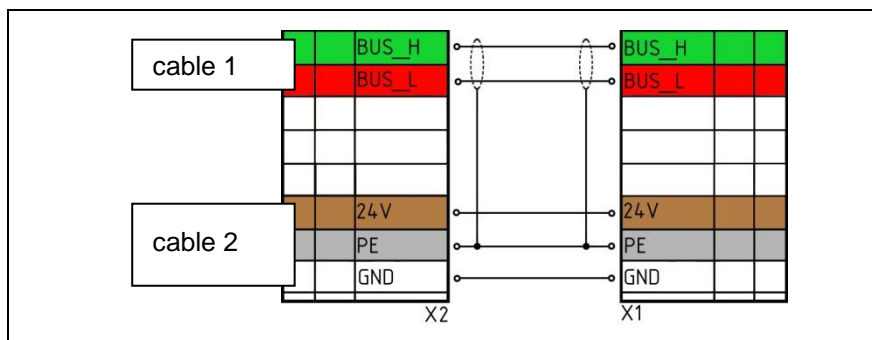 cable 1
BUS_H
BUS_H
BUS_L
BUS_L
cable 2
24V
24V
PE
PE
GND
GND
X2
X1